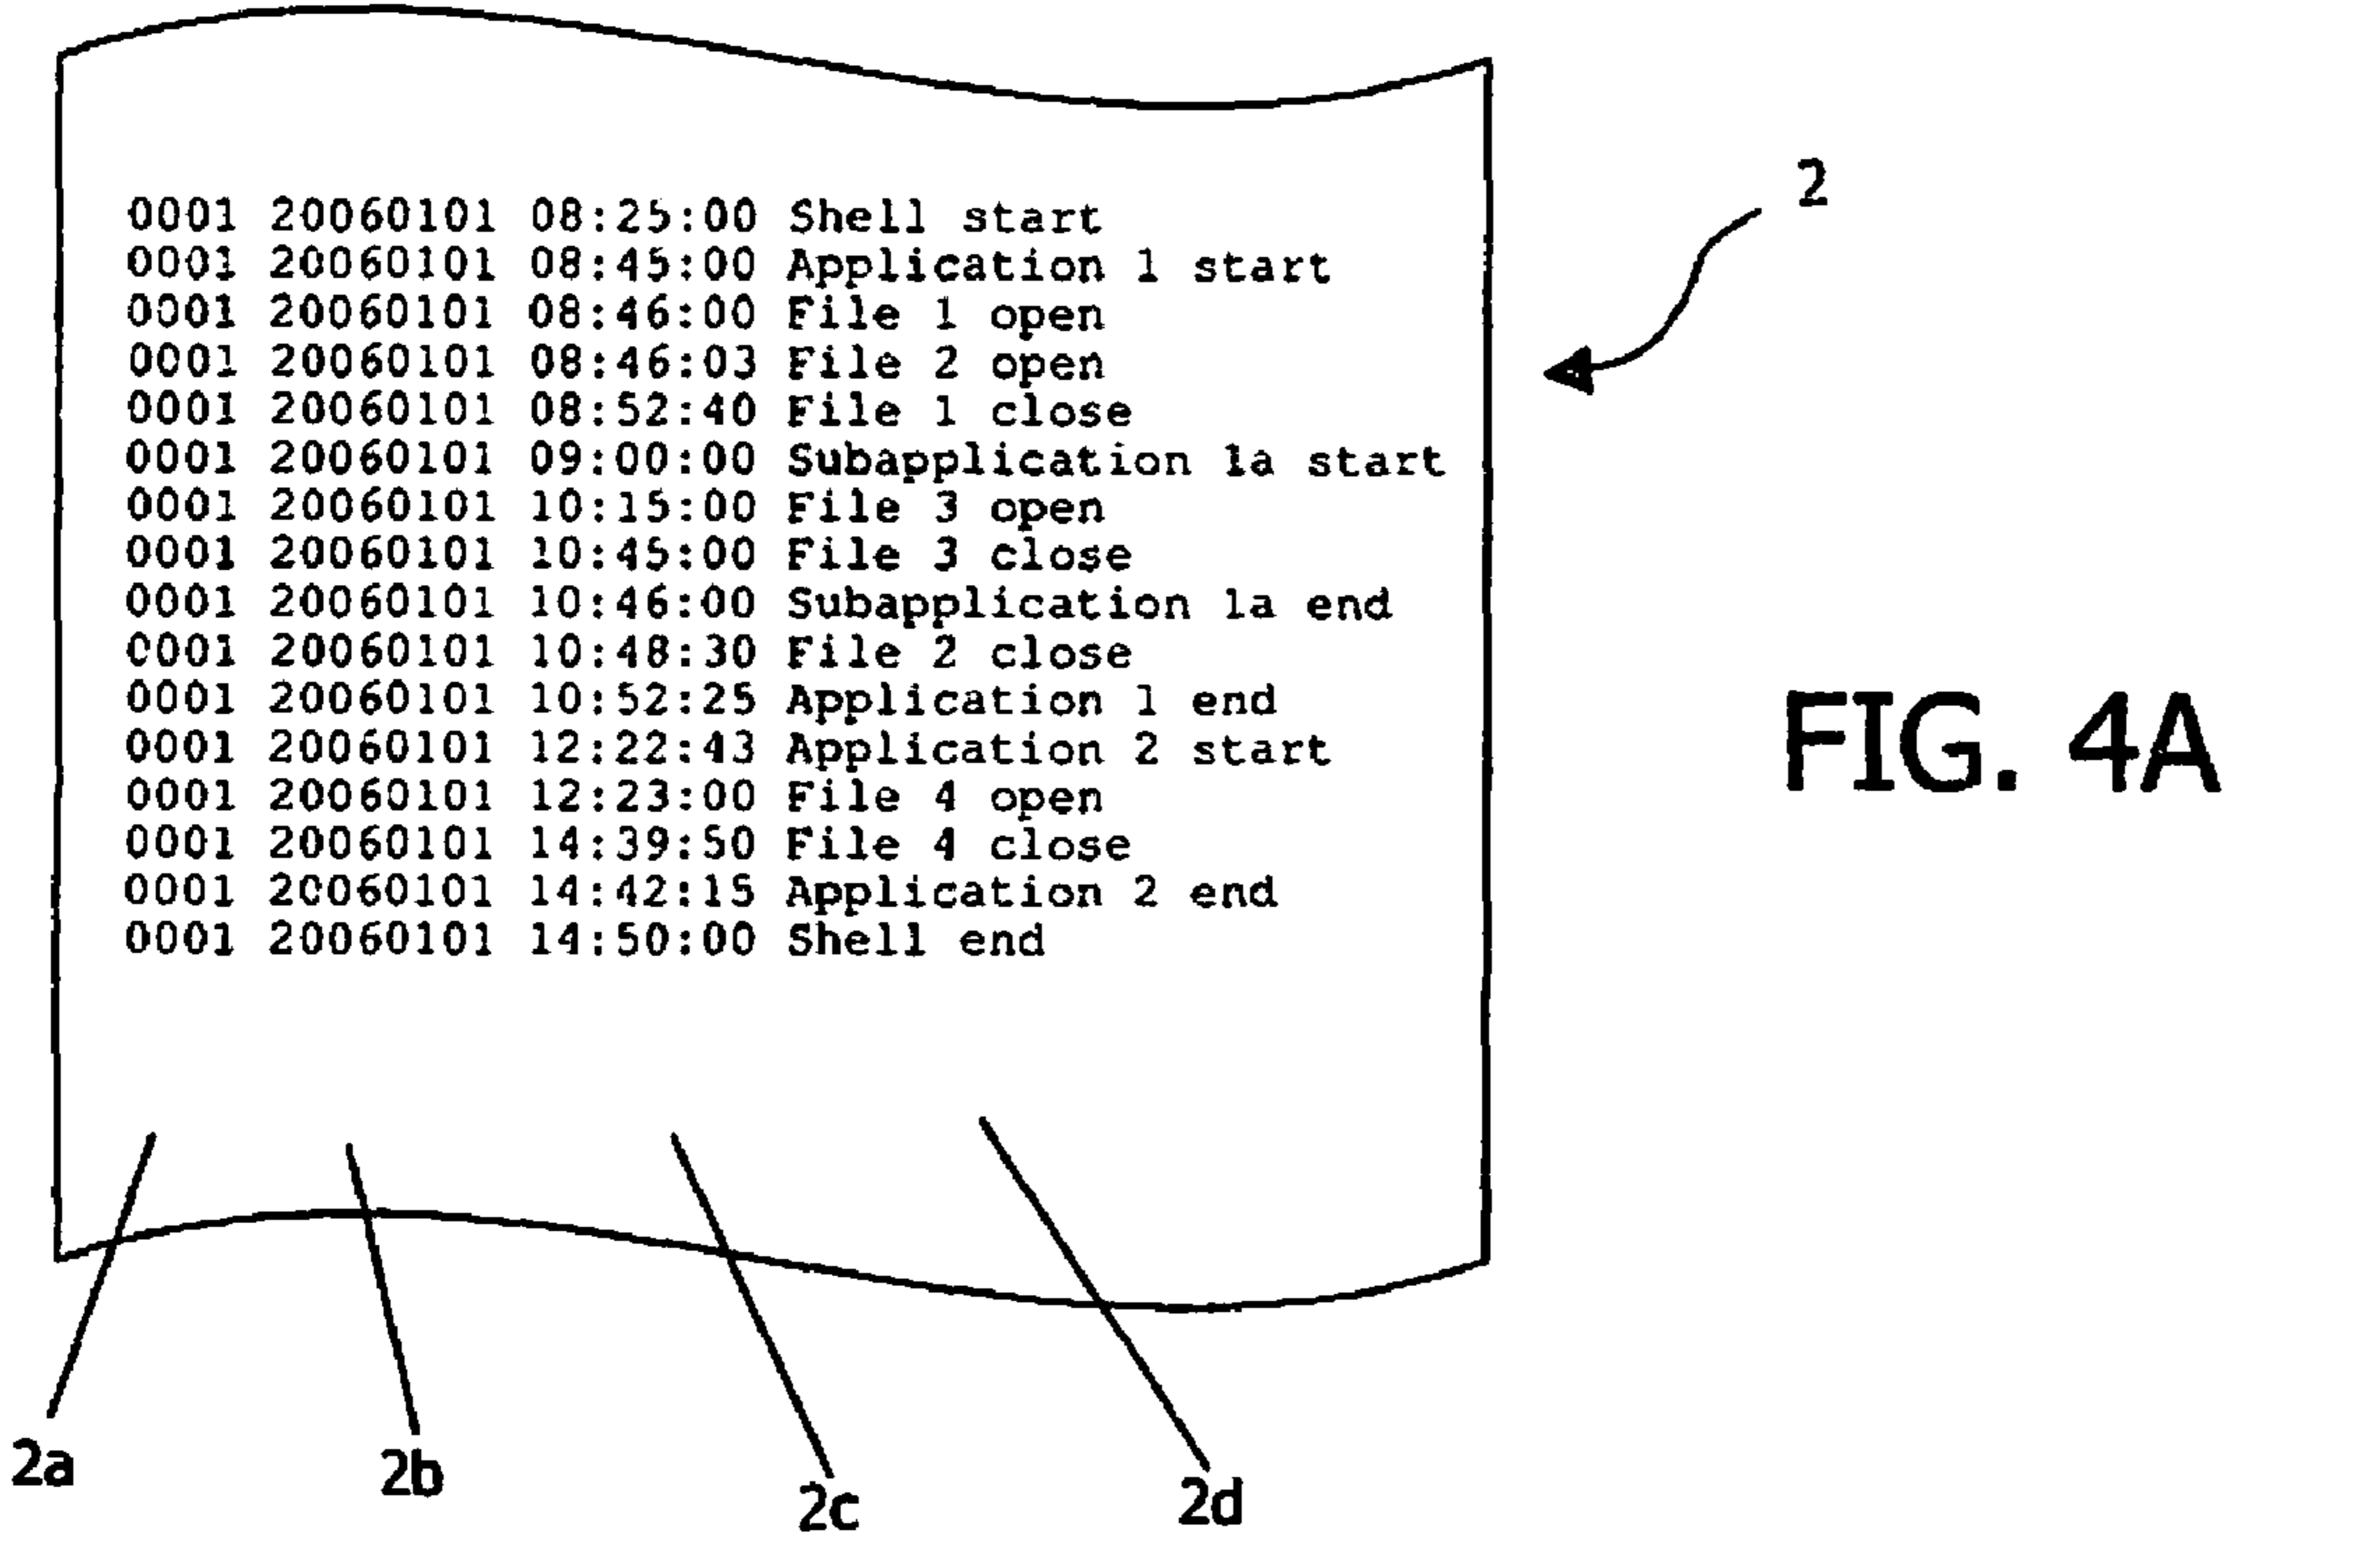 2
0001 20060101 08:25:00 Shell start
0001 20060101 08:45:00 Application 1 start
0001 20060101 08:46:00 File 1 open
0001 20060101 08:46:03 File 2 open
0001 20060101 08:52:40 File 1 close
0001 20060101 09:00:00 Subapplication 1a start
0001 20060101 10:15:00 File 3 open
0001 20060101 10:45:00 File 3 close
0001 20060101 10:46:00 Subapplication 1a end
0001 20060101 10:48:30 File 2 close
0001 20060101 10:52:25 Application 1 end
0001 20060101 12:22:43 Application 2 start
0001 20060101 12:23:00 File 4 open
0001 20060101 14:39:50 File 4 close
0001 20060101 14:42:15 Application 2 end
0001 20060101 14:50:00 Shell end
FIG. 4A
2a 2b 2c 2d